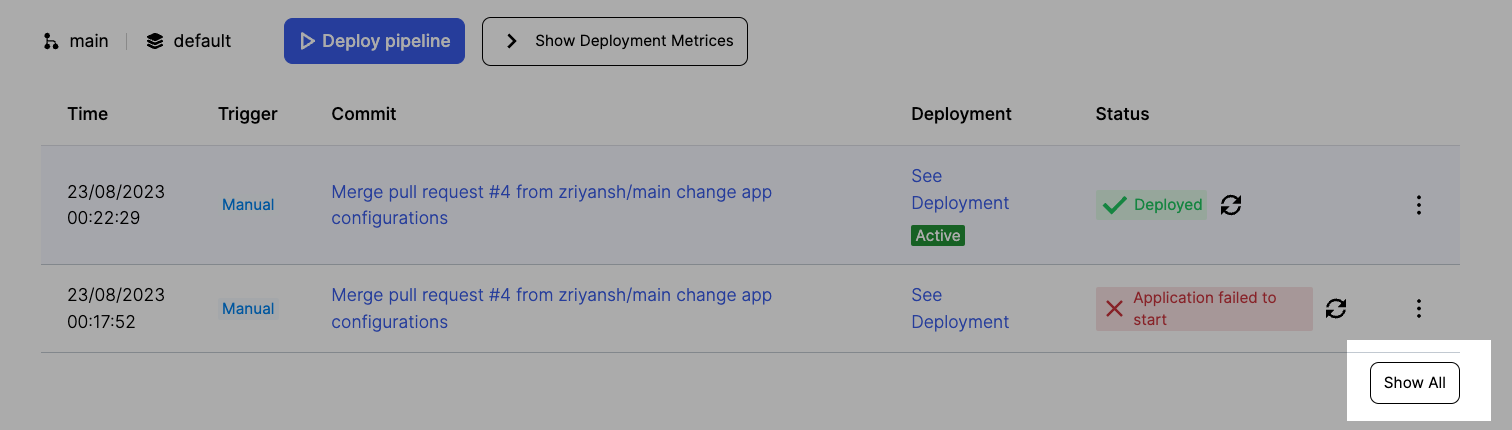 main default Deploy pipeline Show Deployment Metrices
Time Trigger Commit Deployment Status
23/08/2023
00:22:29
Manual
Merge pull request #4 from zriyansh/main change app
configurations
See
Deployment
Active
Deployed
23/08/2023
00:17:52
Manual
Merge pull request #4 from zriyansh/main change app
configurations
See
Deployment
Application failed to
start
Show All